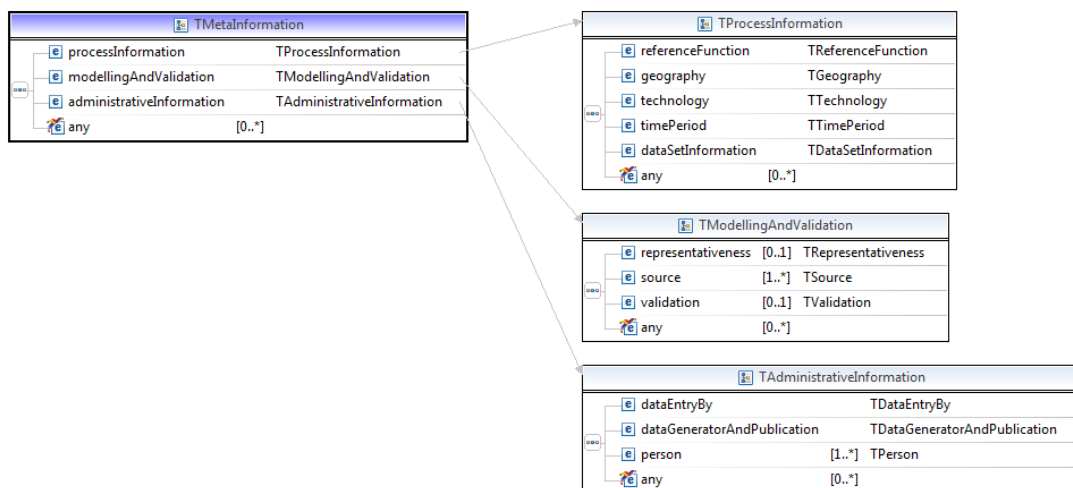 TMetaInformation
processInformation TProcessInformation
modellingAndValidation TModellingAndValidation
administrativeInformation TAdministrativeInformation
any [0..*]
TProcessInformation
referenceFunction TReferenceFunction
geography TGeography
technology TTechnology
timePeriod TTimePeriod
dataSetInformation TDataSetInformation
any [0..*]
TModellingAndValidation
representativeness [0..1] TRepresentativeness
source [1..*] TSource
validation [0..1] TValidation
any [0..*]
TAdministrativeInformation
dataEntryBy TDataEntryBy
dataGeneratorAndPublication TDataGeneratorAndPublication
person [1..*] TPerson
any [0..*]